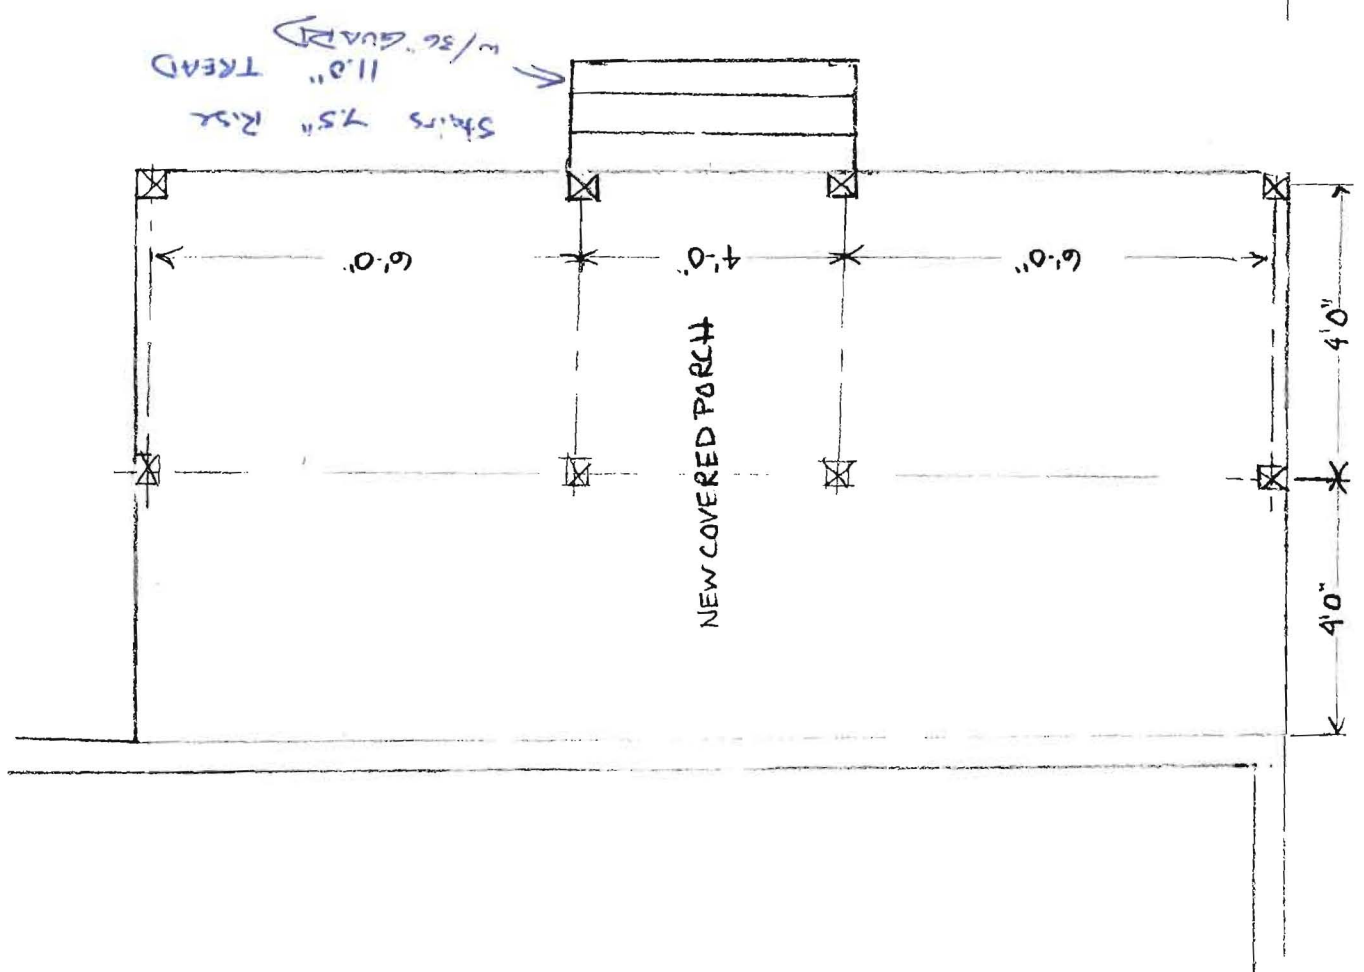 Stairs 7.5" Rise
11.0" TREAD
w/36" GUARD
6'-0"
4'-0"
6'-0"
NEW COVERED PORCH
4'0"
4'0"